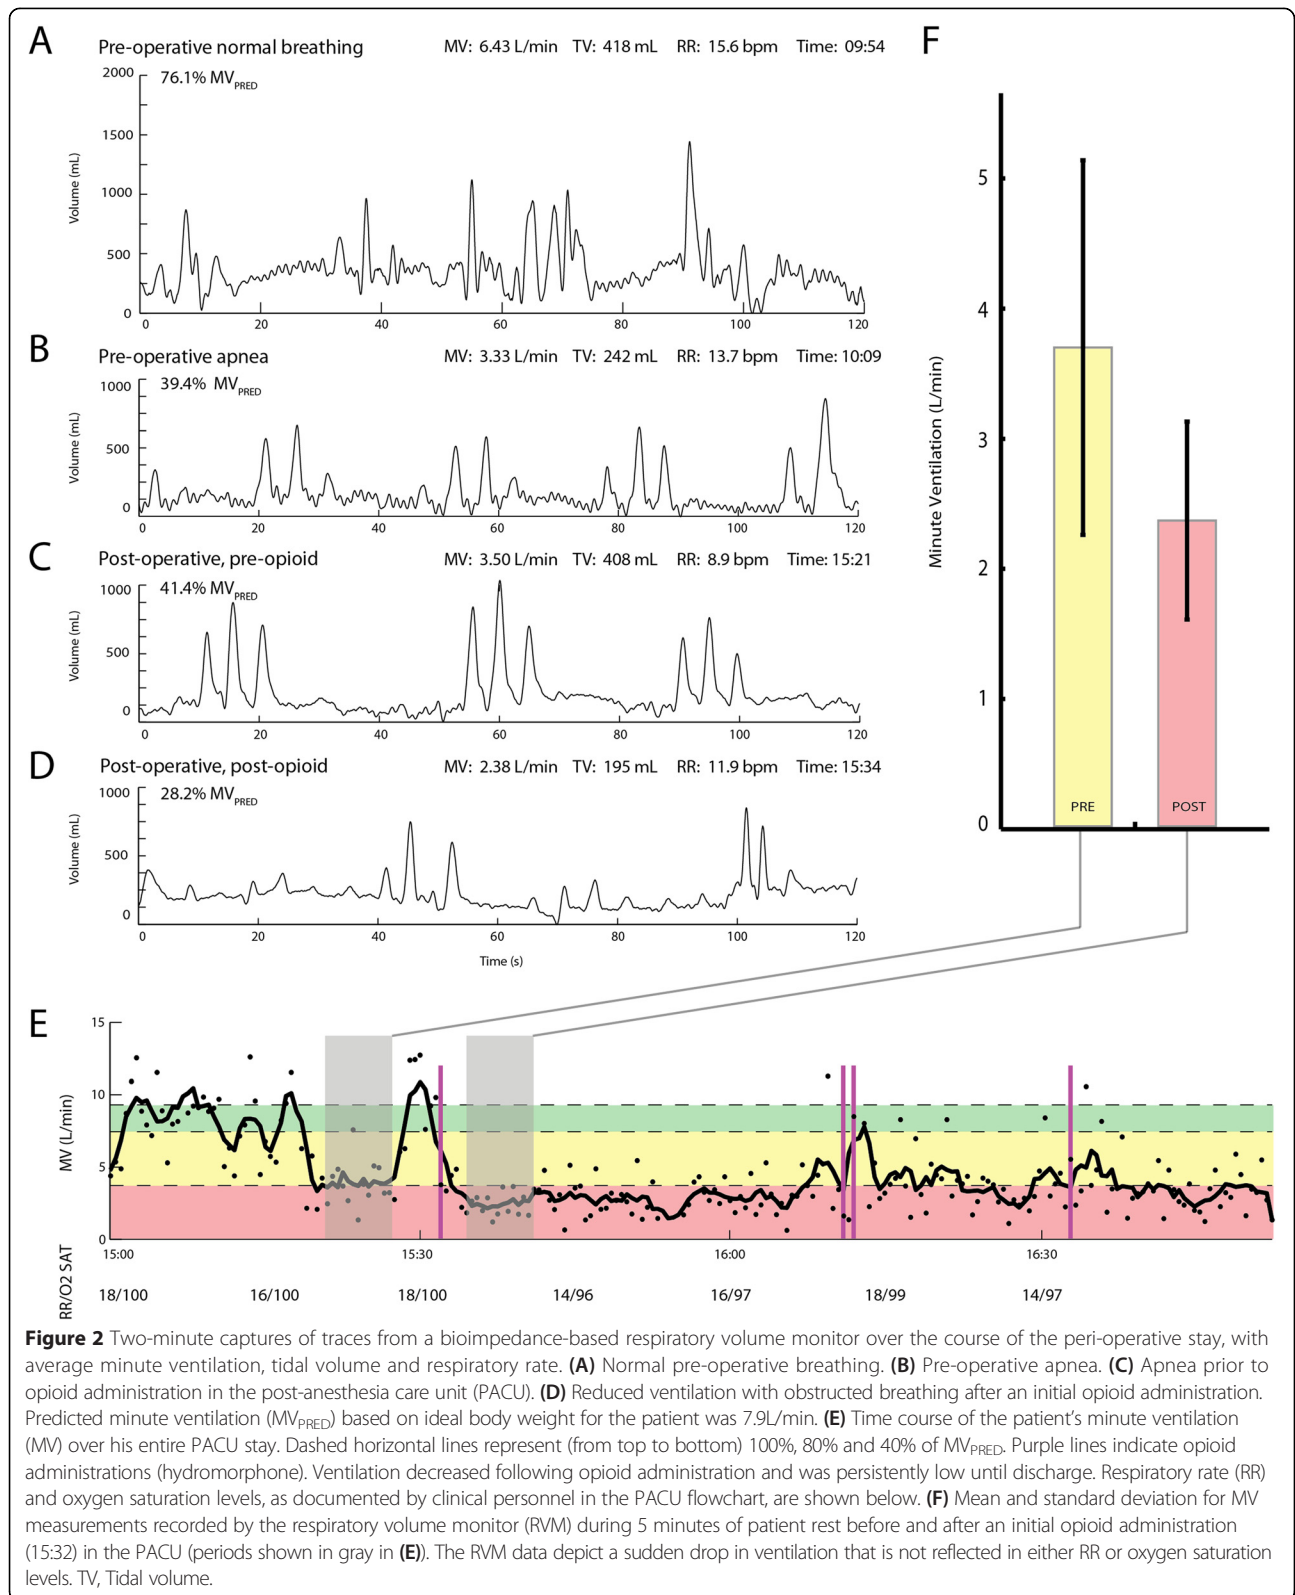 A
Pre-operative normal breathing
MV: 6.43 L/min TV: 418 mL RR: 15.6 bpm Time: 09:54
76.1% MVPRED
Volume (mL)
2000
1500
1000
500
0
0 20 40 60 80 100 120
B
Pre-operative apnea
MV: 3.33 L/min TV: 242 mL RR: 13.7 bpm Time: 10:09
39.4% MVPRED
Volume (mL)
1000
500
0
0 20 40 60 80 100 120
C
Post-operative, pre-opioid
MV: 3.50 L/min TV: 408 mL RR: 8.9 bpm Time: 15:21
41.4% MVPRED
Volume (mL)
1000
500
0
0 20 40 60 80 100 120
D
Post-operative, post-opioid
MV: 2.38 L/min TV: 195 mL RR: 11.9 bpm Time: 15:34
28.2% MVPRED
Volume (mL)
1000
500
0
0 20 40 60 80 100 120
Time (s)
F
Minute Ventilation (L/min)
5
4
3
2
1
0
PRE POST
E
MV (L/min)
15
10
5
0
15:00 15:30 16:00 16:30
RR/O2 SAT
18/100 16/100 18/100 14/96 16/97 18/99 14/97
Figure 2 Two-minute captures of traces from a bioimpedance-based respiratory volume monitor over the course of the peri-operative stay, with
average minute ventilation, tidal volume and respiratory rate. (A) Normal pre-operative breathing. (B) Pre-operative apnea. (C) Apnea prior to
opioid administration in the post-anesthesia care unit (PACU). (D) Reduced ventilation with obstructed breathing after an initial opioid administration.
Predicted minute ventilation (MVPRED) based on ideal body weight for the patient was 7.9L/min. (E) Time course of the patient's minute ventilation
(MV) over his entire PACU stay. Dashed horizontal lines represent (from top to bottom) 100%, 80% and 40% of MVPRED. Purple lines indicate opioid
administrations (hydromorphone). Ventilation decreased following opioid administration and was persistently low until discharge. Respiratory rate (RR)
and oxygen saturation levels, as documented by clinical personnel in the PACU flowchart, are shown below. (F) Mean and standard deviation for MV
measurements recorded by the respiratory volume monitor (RVM) during 5 minutes of patient rest before and after an initial opioid administration
(15:32) in the PACU (periods shown in gray in (E)). The RVM data depict a sudden drop in ventilation that is not reflected in either RR or oxygen saturation
levels. TV, Tidal volume.